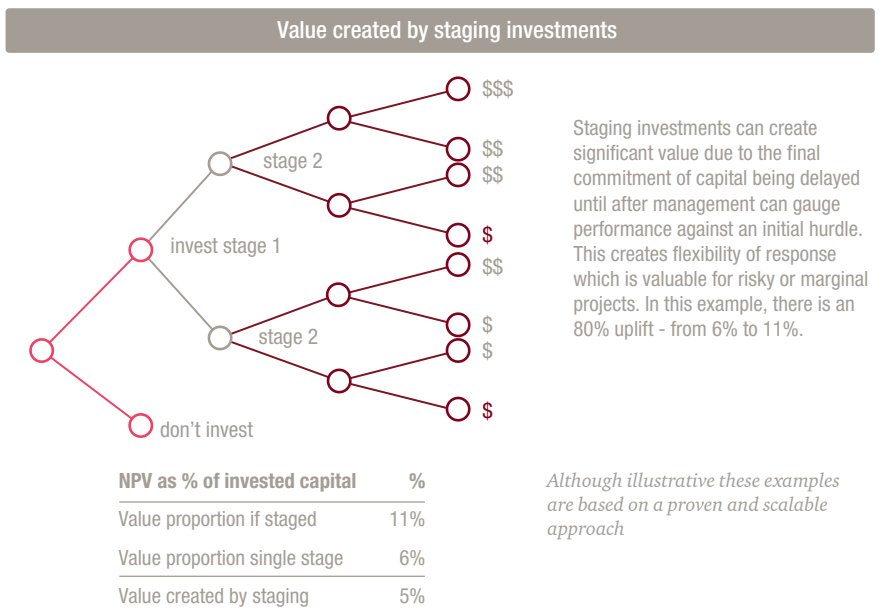 Value created by staging investments
$$$
$$
stage 2
$$
$
invest stage 1
$$
$
stage 2
$
$
don't invest
Staging investments can create
significant value due to the final
commitment of capital being delayed
until after management can gauge
performance against an initial hurdle.
This creates flexibility of response
which is valuable for risky or marginal
projects. In this example, there is an
80% uplift - from 6% to 11%.
NPV as % of invested capital %
Value proportion if staged 11%
Value proportion single stage 6%
Value created by staging 5%
Although illustrative these examples
are based on a proven and scalable
approach